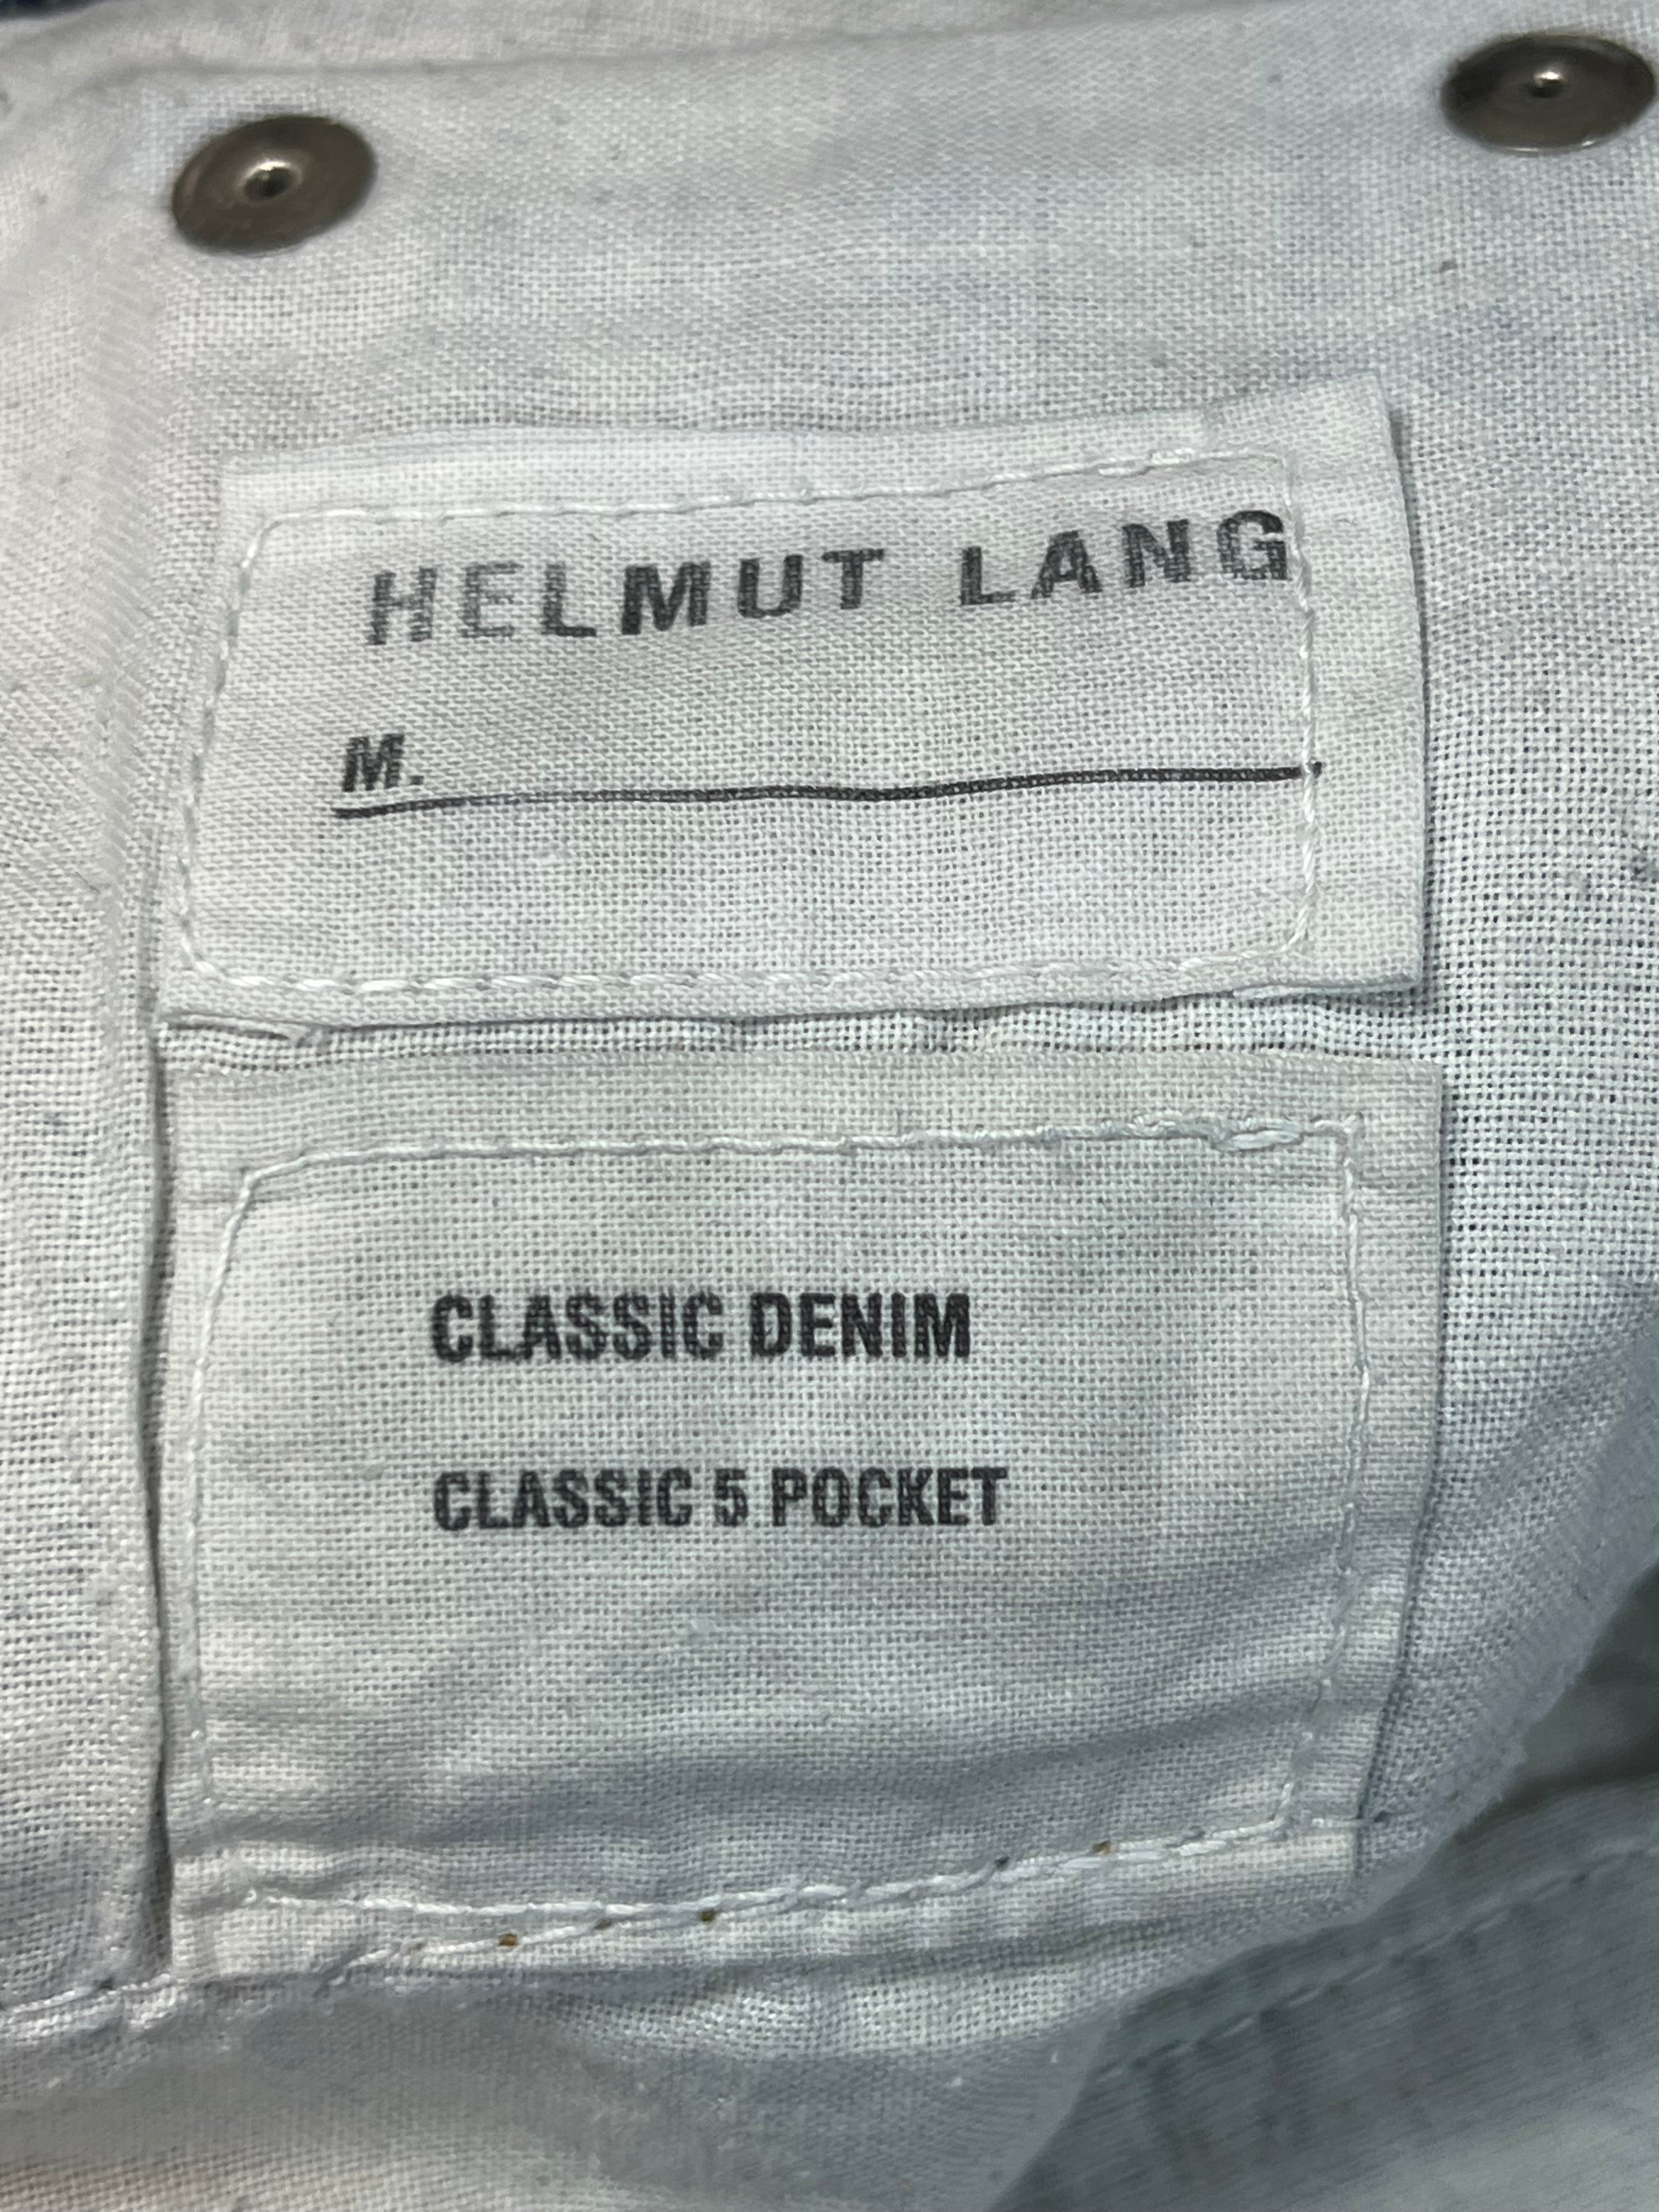 HELMUT LANG
M.
CLASSIC DENIM
CLASSIC 5 POCKET